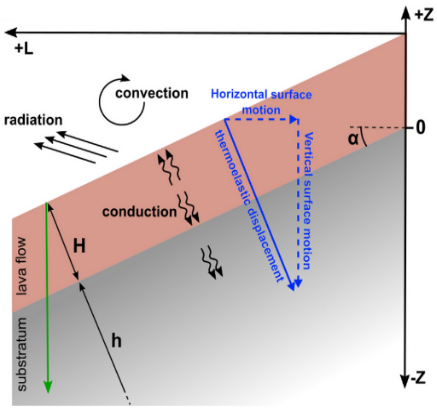 +Z
+L
convection
Horizontal surface
motion
radiation
0
α
Vertical surface motion
thermoelastic displacement
conduction
H
lava flow
h
substratum
-Z